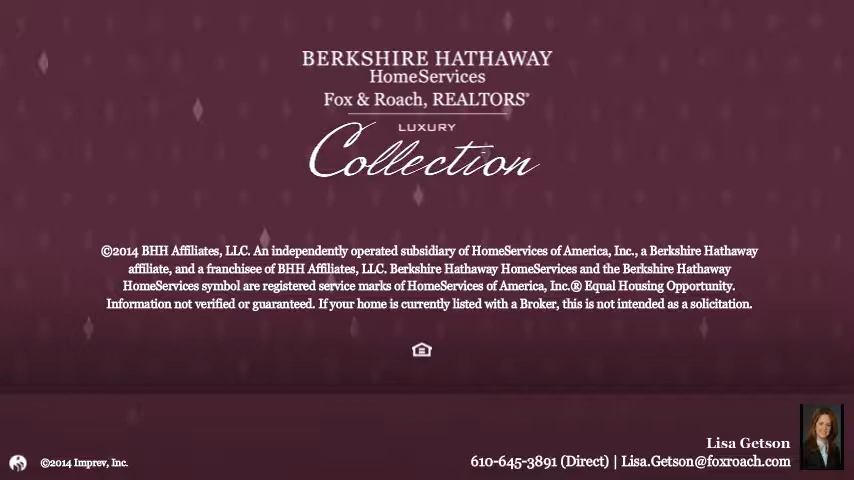 BERKSHIRE HATHAWAY
HomeServices
Fox & Roach, REALTORS®
LUXURY
Collection
©2014 BHH Affiliates, LLC. An independently operated subsidiary of HomeServices of America, Inc., a Berkshire Hathaway
affiliate, and a franchisee of BHH Affiliates, LLC. Berkshire Hathaway HomeServices and the Berkshire Hathaway
HomeServices symbol are registered service marks of HomeServices of America, Inc.® Equal Housing Opportunity.
Information not verified or guaranteed. If your home is currently listed with a Broker, this is not intended as a solicitation.
Lisa Getson
610-645-3891 (Direct) | Lisa.Getson@foxroach.com
©2014 Imprev, Inc.